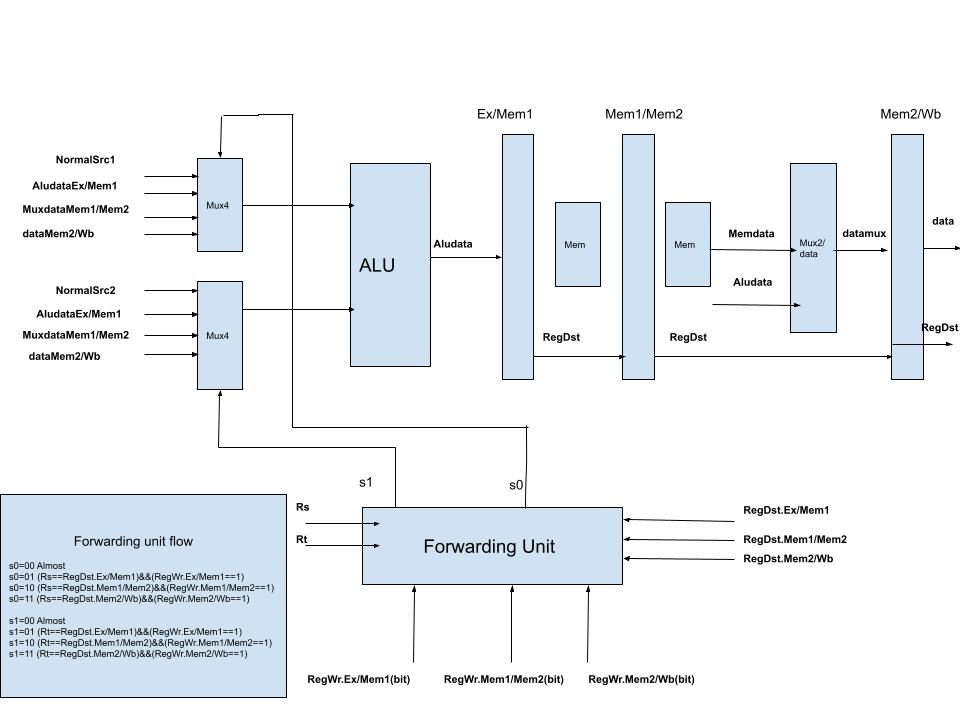 Ex/Mem1
Mem1/Mem2
Mem2/Wb
NormalSrc1
AludataEx/Mem1
MuxdataMem1/Mem2
dataMem2/Wb
Mux4
NormalSrc2
AludataEx/Mem1
MuxdataMem1/Mem2
dataMem2/Wb
Mux4
ALU
Aludata
Mem
Mem
Memdata
Aludata
Mux2/
data
datamux
data
RegDst
RegDst
RegDst
s1
s0
Rs
Rt
Forwarding Unit
RegDst.Ex/Mem1
RegDst.Mem1/Mem2
RegDst.Mem2/Wb
RegWr.Ex/Mem1(bit)
RegWr.Mem1/Mem2(bit)
RegWr.Mem2/Wb(bit)
Forwarding unit flow
s0=00 Almost
s0=01 (Rs==RegDst.Ex/Mem1)&&(RegWr.Ex/Mem1==1)
s0=10 (Rs==RegDst.Mem1/Mem2)&&(RegWr.Mem1/Mem2==1)
s0=11 (Rs==RegDst.Mem2/Wb)&&(RegWr.Mem2/Wb==1)
s1=00 Almost
s1=01 (Rt==RegDst.Ex/Mem1)&&(RegWr.Ex/Mem1==1)
s1=10 (Rt==RegDst.Mem1/Mem2)&&(RegWr.Mem1/Mem2==1)
s1=11 (Rt==RegDst.Mem2/Wb)&&(RegWr.Mem2/Wb==1)